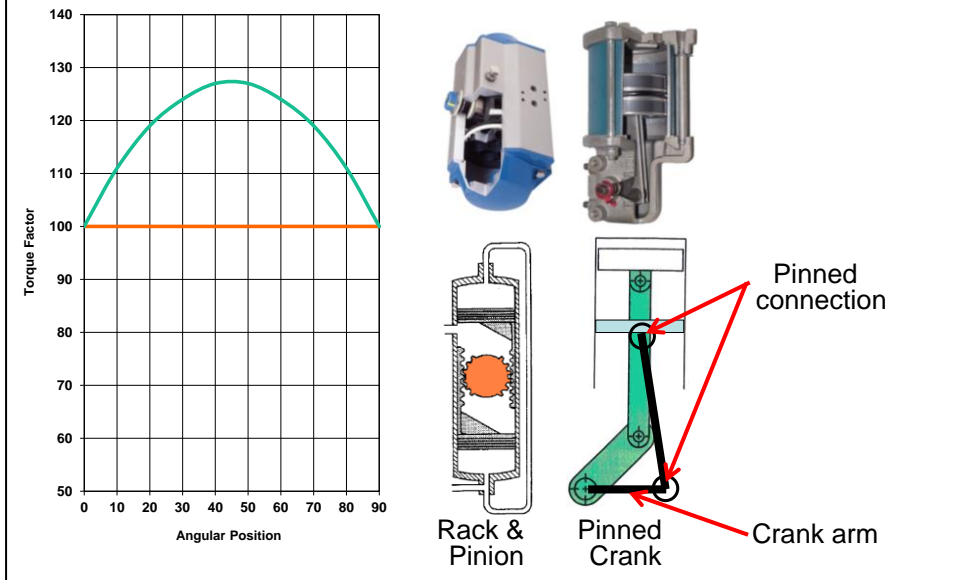 140
130
120
110
100
90
80
70
60
50
Torque Factor
0 10 20 30 40 50 60 70 80 90
Angular Position
Rack &
Pinion
Pinned
Crank
Pinned
connection
Crank arm